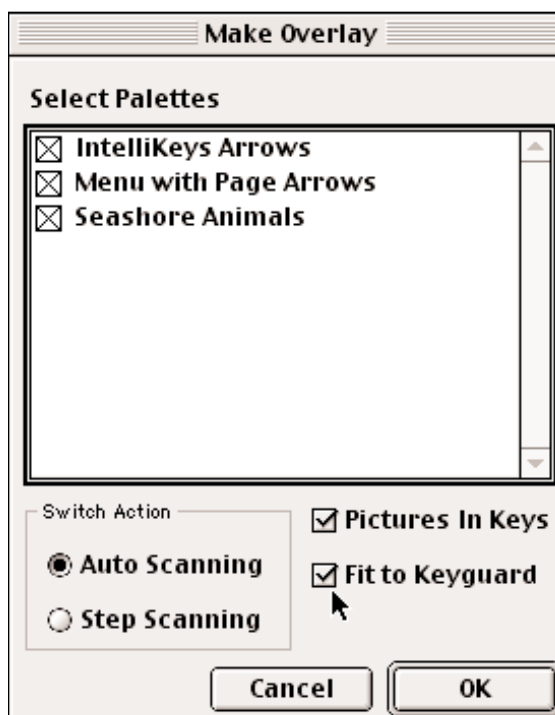 Make Overlay
Select Palettes
IntelliKeys Arrows
Menu with Page Arrows
Seashore Animals
Switch Action
Auto Scanning
Step Scanning
Pictures In Keys
Fit to Keyguard
Cancel
OK